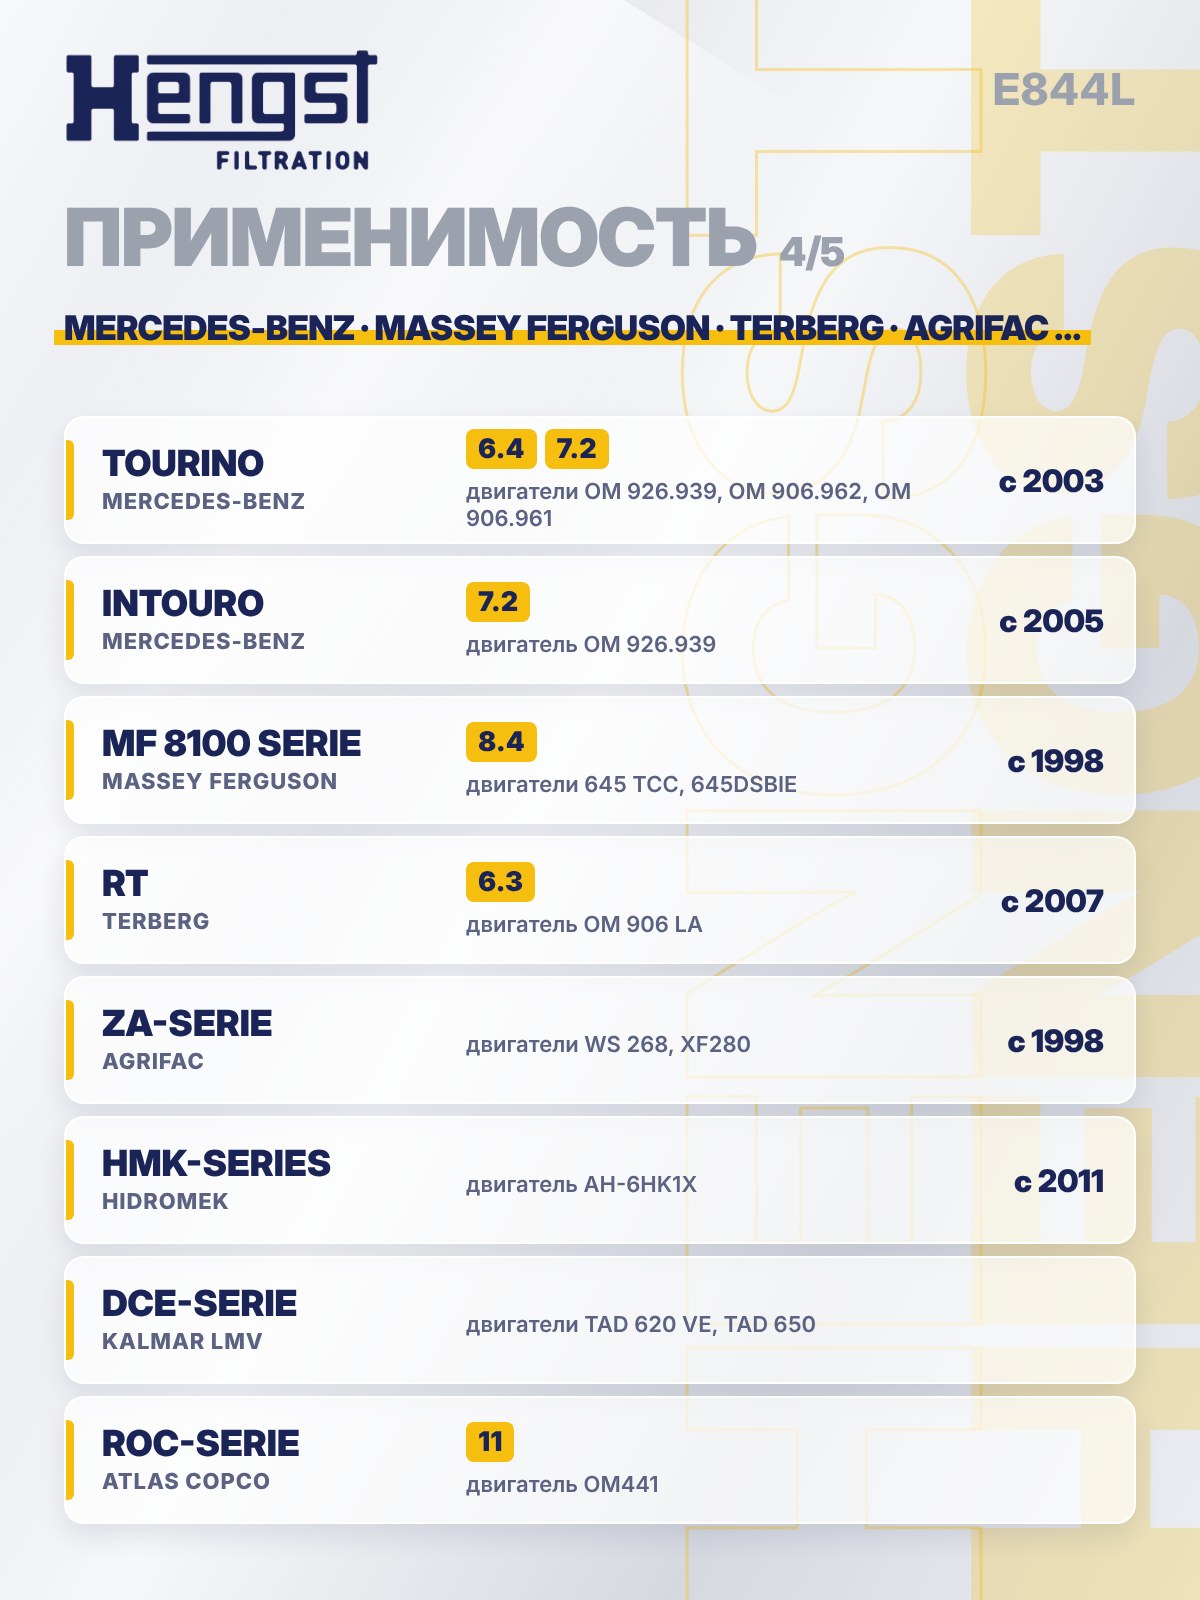 Hengst
FILTRATION
E844L
ПРИМЕНИМОСТЬ 4/5
MERCEDES-BENZ · MASSEY FERGUSON · TERBERG · AGRIFAC ...
TOURINO
MERCEDES-BENZ
6.4 7.2
двигатели OM 926.939, OM 906.962, OM
906.961
с 2003
INTOURO
MERCEDES-BENZ
7.2
двигатель OM 926.939
с 2005
MF 8100 SERIE
MASSEY FERGUSON
8.4
двигатели 645 TCC, 645DSBIE
с 1998
RT
TERBERG
6.3
двигатель OM 906 LA
с 2007
ZA-SERIE
AGRIFAC
двигатели WS 268, XF280
с 1998
HMK-SERIES
HIDROMEK
двигатель AH-6HK1X
с 2011
DCE-SERIE
KALMAR LMV
двигатели TAD 620 VE, TAD 650
ROC-SERIE
ATLAS COPCO
11
двигатель OM441
HENGST
HENGST